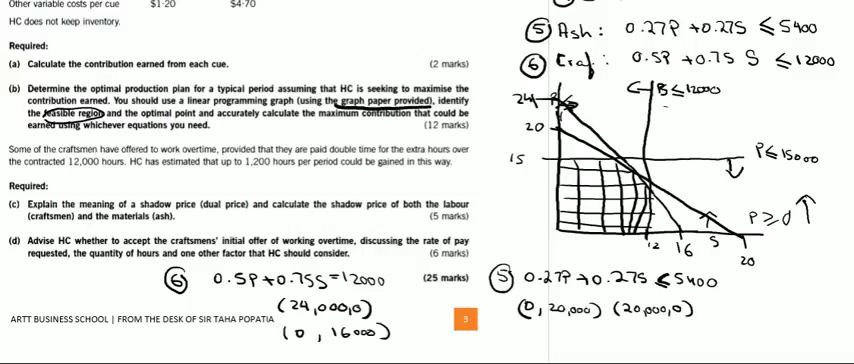 Other variable costs per cue $1·20 $4·70
HC does not keep inventory.
Required:
(a) Calculate the contribution earned from each cue. (2 marks)
(b) Determine the optimal production plan for a typical period assuming that HC is seeking to maximise the
contribution earned. You should use a linear programming graph (using the graph paper provided), identify
the feasible region and the optimal point and accurately calculate the maximum contribution that could be
earned using whichever equations you need. (12 marks)
Some of the craftsmen have offered to work overtime, provided that they are paid double time for the extra hours over
the contracted 12,000 hours. HC has estimated that up to 1,200 hours per period could be gained in this way.
Required:
(c) Explain the meaning of a shadow price (dual price) and calculate the shadow price of both the labour
(craftsmen) and the materials (ash). (5 marks)
(d) Advise HC whether to accept the craftsmen's initial offer of working overtime, discussing the rate of pay
requested, the quantity of hours and one other factor that HC should consider. (6 marks)
(25 marks)
⑥ 0.5P+0.75S=12000
(24,000,0)
(0, 16000)
ARTT BUSINESS SCHOOL | FROM THE DESK OF SIR TAHA POPATIA 3
⑤ Ash: 0.27P +0.27S ≤ 5400
⑥ Craf: 0.5P +0.75 S ≤ 12000
24
≤12000
20
15
P ≤ 15000
P ≥ 0
12 16 S 20
⑤ 0.27P+0.27S ≤ 5400
(0, 20,000) (20,000,0)